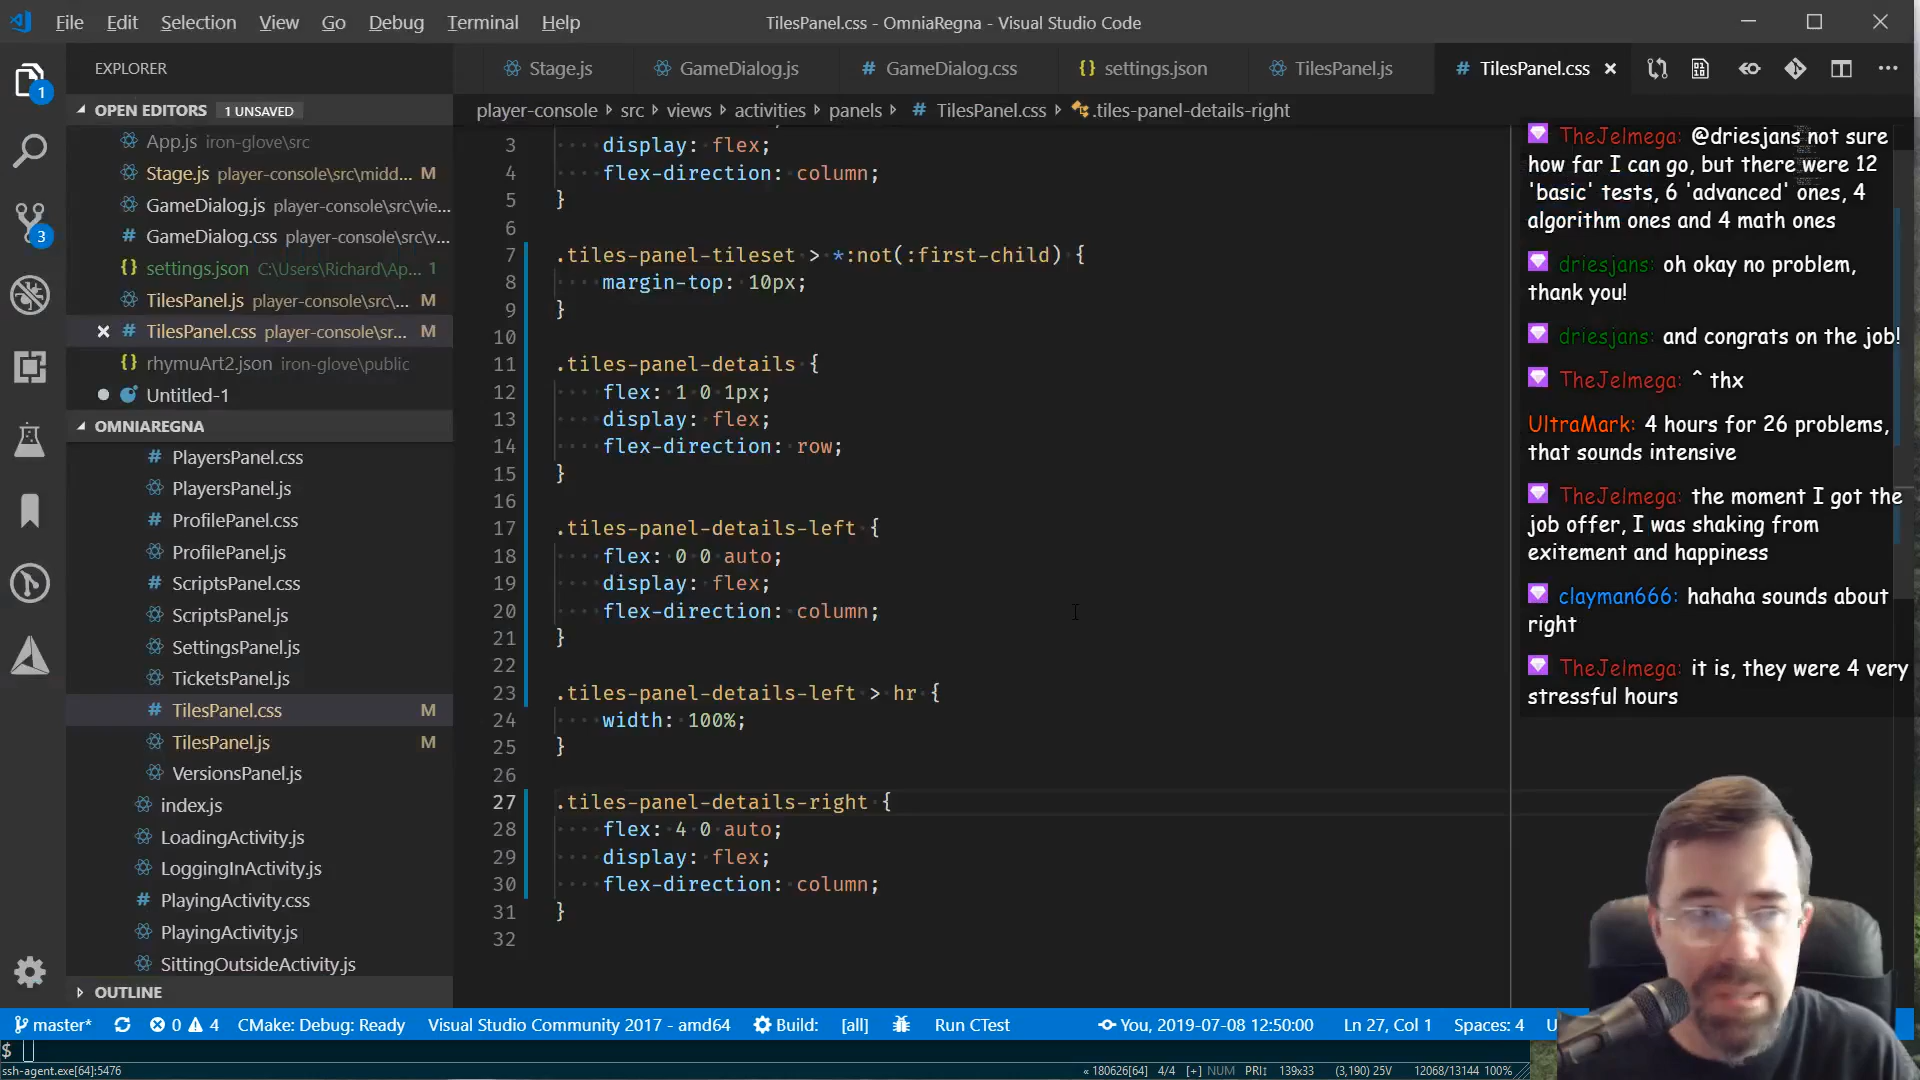 File Edit Selection View Go Debug Terminal Help TilesPanel.css - OmniaRegna - Visual Studio Code
EXPLORER
OPEN EDITORS 1 UNSAVED
App.js iron-glove\src
Stage.js player-console\src\midd... M
GameDialog.js player-console\src\vie...
GameDialog.css player-console\src\v...
{} settings.json C:\Users\Richard\Ap... 1
TilesPanel.js player-console\src\... M
# TilesPanel.css player-console\sr... M
{} rhymuArt2.json iron-glove\public
Untitled-1
OMNIAREGNA
# PlayersPanel.css
PlayersPanel.js
# ProfilePanel.css
ProfilePanel.js
# ScriptsPanel.css
ScriptsPanel.js
SettingsPanel.js
TicketsPanel.js
# TilesPanel.css M
TilesPanel.js M
VersionsPanel.js
index.js
LoadingActivity.js
LoggingInActivity.js
# PlayingActivity.css
PlayingActivity.js
SittingOutsideActivity.js
OUTLINE
1
3
Stage.js GameDialog.js # GameDialog.css {} settings.json TilesPanel.js # TilesPanel.css
player-console > src > views > activities > panels > # TilesPanel.css > .tiles-panel-details-right
3 display: flex;
4 flex-direction: column;
5 }
6
7 .tiles-panel-tileset > *:not(:first-child) {
8 margin-top: 10px;
9 }
10
11 .tiles-panel-details {
12 flex: 1 0 1px;
13 display: flex;
14 flex-direction: row;
15 }
16
17 .tiles-panel-details-left {
18 flex: 0 0 auto;
19 display: flex;
20 flex-direction: column;
21 }
22
23 .tiles-panel-details-left > hr {
24 width: 100%;
25 }
26
27 .tiles-panel-details-right {
28 flex: 4 0 auto;
29 display: flex;
30 flex-direction: column;
31 }
32
TheJelmega: @driesjans not sure
how far I can go, but there were 12
'basic' tests, 6 'advanced' ones, 4
algorithm ones and 4 math ones
driesjans: oh okay no problem,
thank you!
driesjans: and congrats on the job!
TheJelmega: ^ thx
UltraMark: 4 hours for 26 problems,
that sounds intensive
TheJelmega: the moment I got the
job offer, I was shaking from
exitement and happiness
clayman666: hahaha sounds about
right
TheJelmega: it is, they were 4 very
stressful hours
master* 0 4 CMake: Debug: Ready Visual Studio Community 2017 - amd64 Build: [all] Run CTest You, 2019-07-08 12:50:00 Ln 27, Col 1 Spaces: 4 U
$
ssh-agent.exe[64]:5476 « 180626[64] 4/4 [+] NUM PRI↕ 139x33 (3,190) 25V 12068/13144 100%